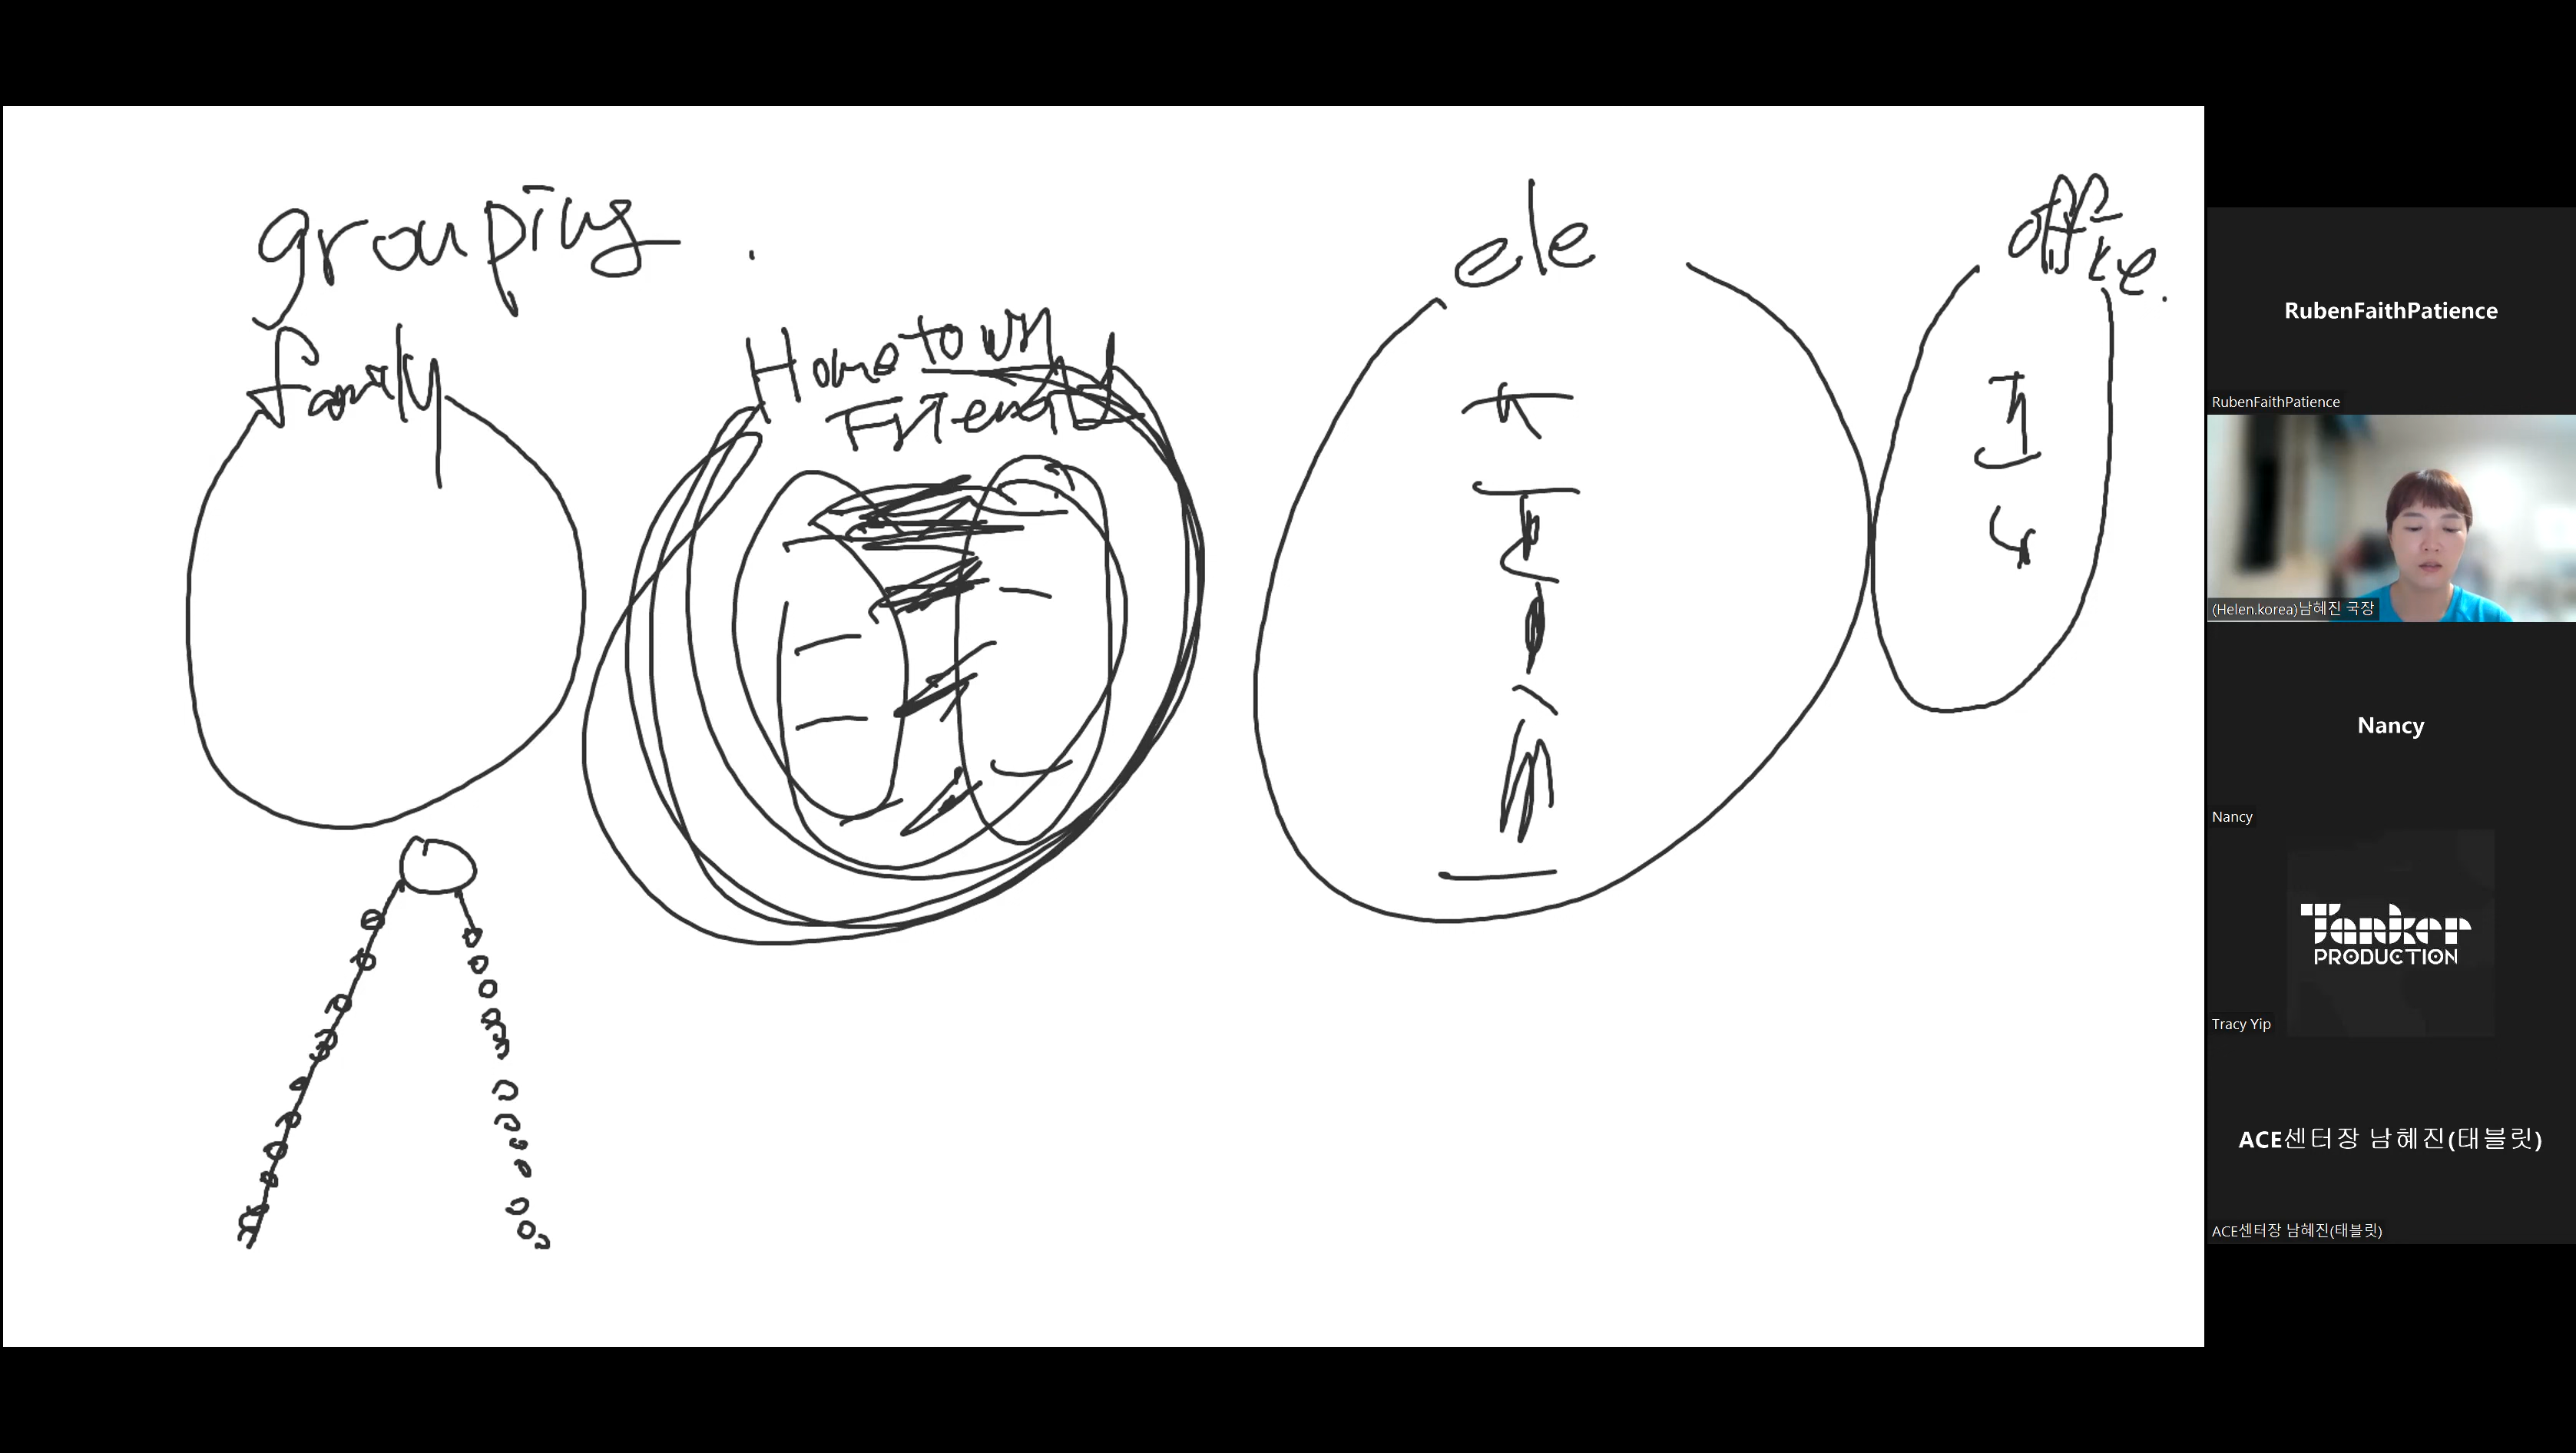 grouping.
Family
Hometown
Friend
ele
office.
RubenFaithPatience
RubenFaithPatience
(Helen.korea)남혜진 국장
Nancy
Nancy
Tanker
PRODUCTION
Tracy Yip
ACE센터장 남혜진(태블릿)
ACE센터장 남혜진(태블릿)